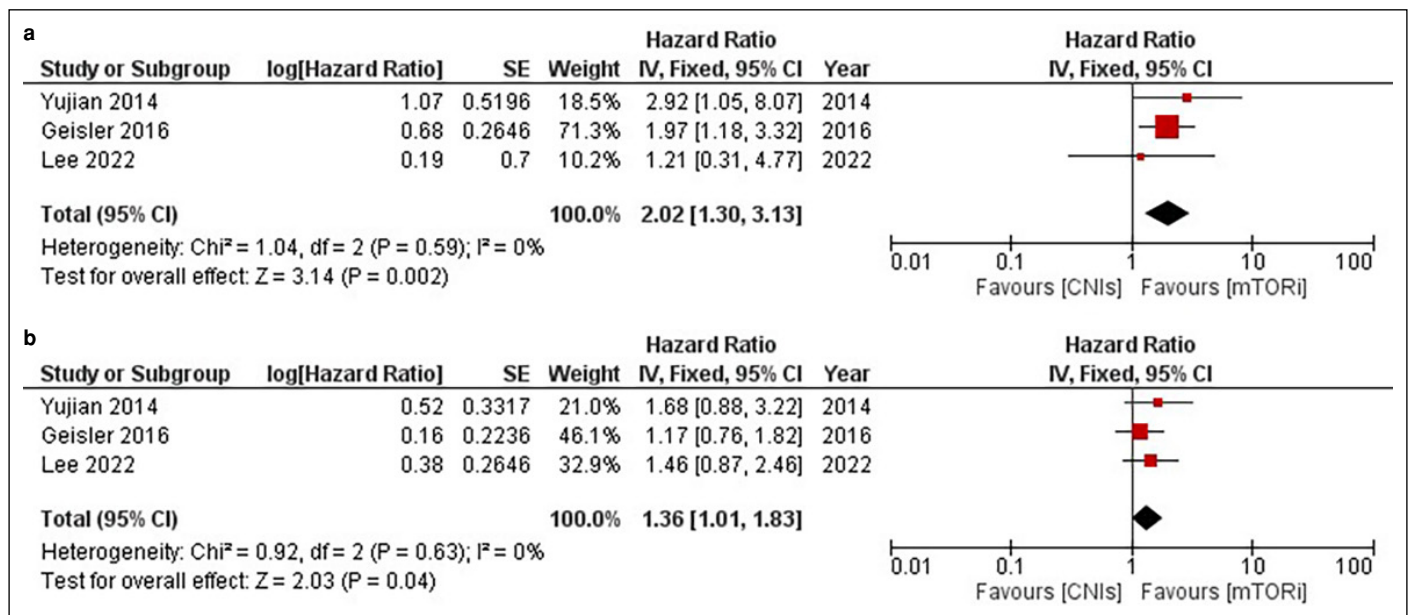 a
Hazard Ratio Hazard Ratio
Study or Subgroup log[Hazard Ratio] SE Weight IV, Fixed, 95% CI Year IV, Fixed, 95% CI
Yujian 2014 1.07 0.5196 18.5% 2.92 [1.05, 8.07] 2014
Geisler 2016 0.68 0.2646 71.3% 1.97 [1.18, 3.32] 2016
Lee 2022 0.19 0.7 10.2% 1.21 [0.31, 4.77] 2022
Total (95% CI) 100.0% 2.02 [1.30, 3.13]
Heterogeneity: Chi² = 1.04, df = 2 (P = 0.59); I² = 0%
Test for overall effect: Z = 3.14 (P = 0.002)
0.01 0.1 1 10 100
Favours [CNIs] Favours [mTORi]
b
Hazard Ratio Hazard Ratio
Study or Subgroup log[Hazard Ratio] SE Weight IV, Fixed, 95% CI Year IV, Fixed, 95% CI
Yujian 2014 0.52 0.3317 21.0% 1.68 [0.88, 3.22] 2014
Geisler 2016 0.16 0.2236 46.1% 1.17 [0.76, 1.82] 2016
Lee 2022 0.38 0.2646 32.9% 1.46 [0.87, 2.46] 2022
Total (95% CI) 100.0% 1.36 [1.01, 1.83]
Heterogeneity: Chi² = 0.92, df = 2 (P = 0.63); I² = 0%
Test for overall effect: Z = 2.03 (P = 0.04)
0.01 0.1 1 10 100
Favours [CNIs] Favours [mTORi]